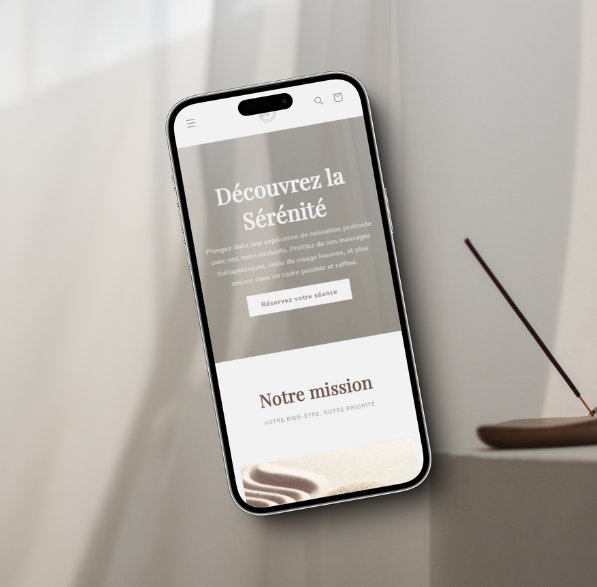 Découvrez la
Sérénité
Plongez dans une expérience de relaxation profonde
avec nos soins exclusifs. Profitez de nos massages
thérapeutiques, soins du visage luxueux, et plus
encore dans un cadre paisible et raffiné.
Réservez votre séance
Notre mission
VOTRE BIEN-ÊTRE, NOTRE PRIORITÉ